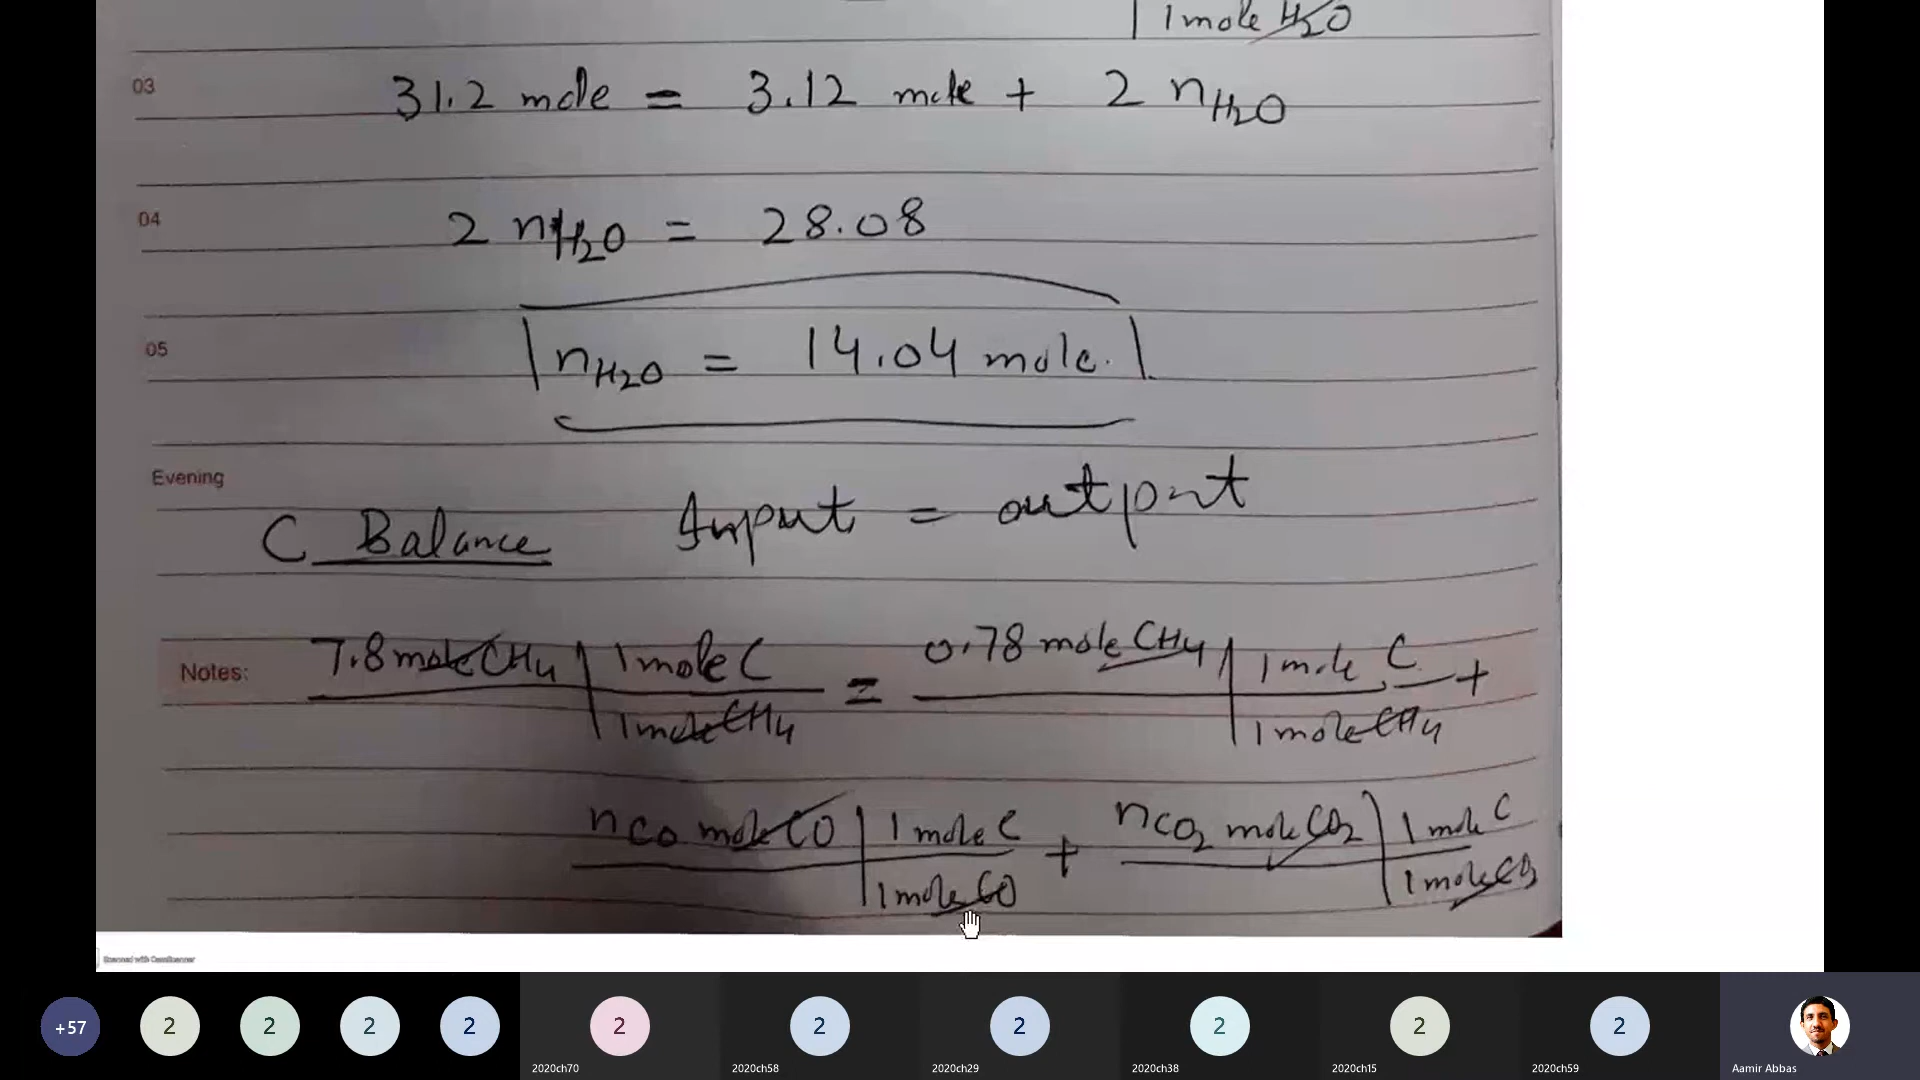 1 mole H2O
03
31.2 mole = 3.12 mole + 2 nH2O
04
2 nH2O = 28.08
05
nH2O = 14.04 mole.
Evening
C Balance Input = output
Notes: 7.8 mole CH4 | 1 mole C = 0.78 mole CH4 | 1 mole C +
1 mole CH4 1 mole CH4
nCO mole CO | 1 mole C + nCO2 mole CO2 | 1 mole C
1 mole CO 1 mole CO2
Scanned with CamScanner
+57 2 2 2 2 2 2 2 2 2 2
2020ch70 2020ch58 2020ch29 2020ch38 2020ch15 2020ch59 Aamir Abbas